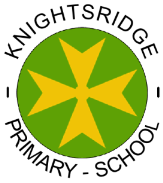 KNIGHTSRIDGE
- PRIMARY - SCHOOL -